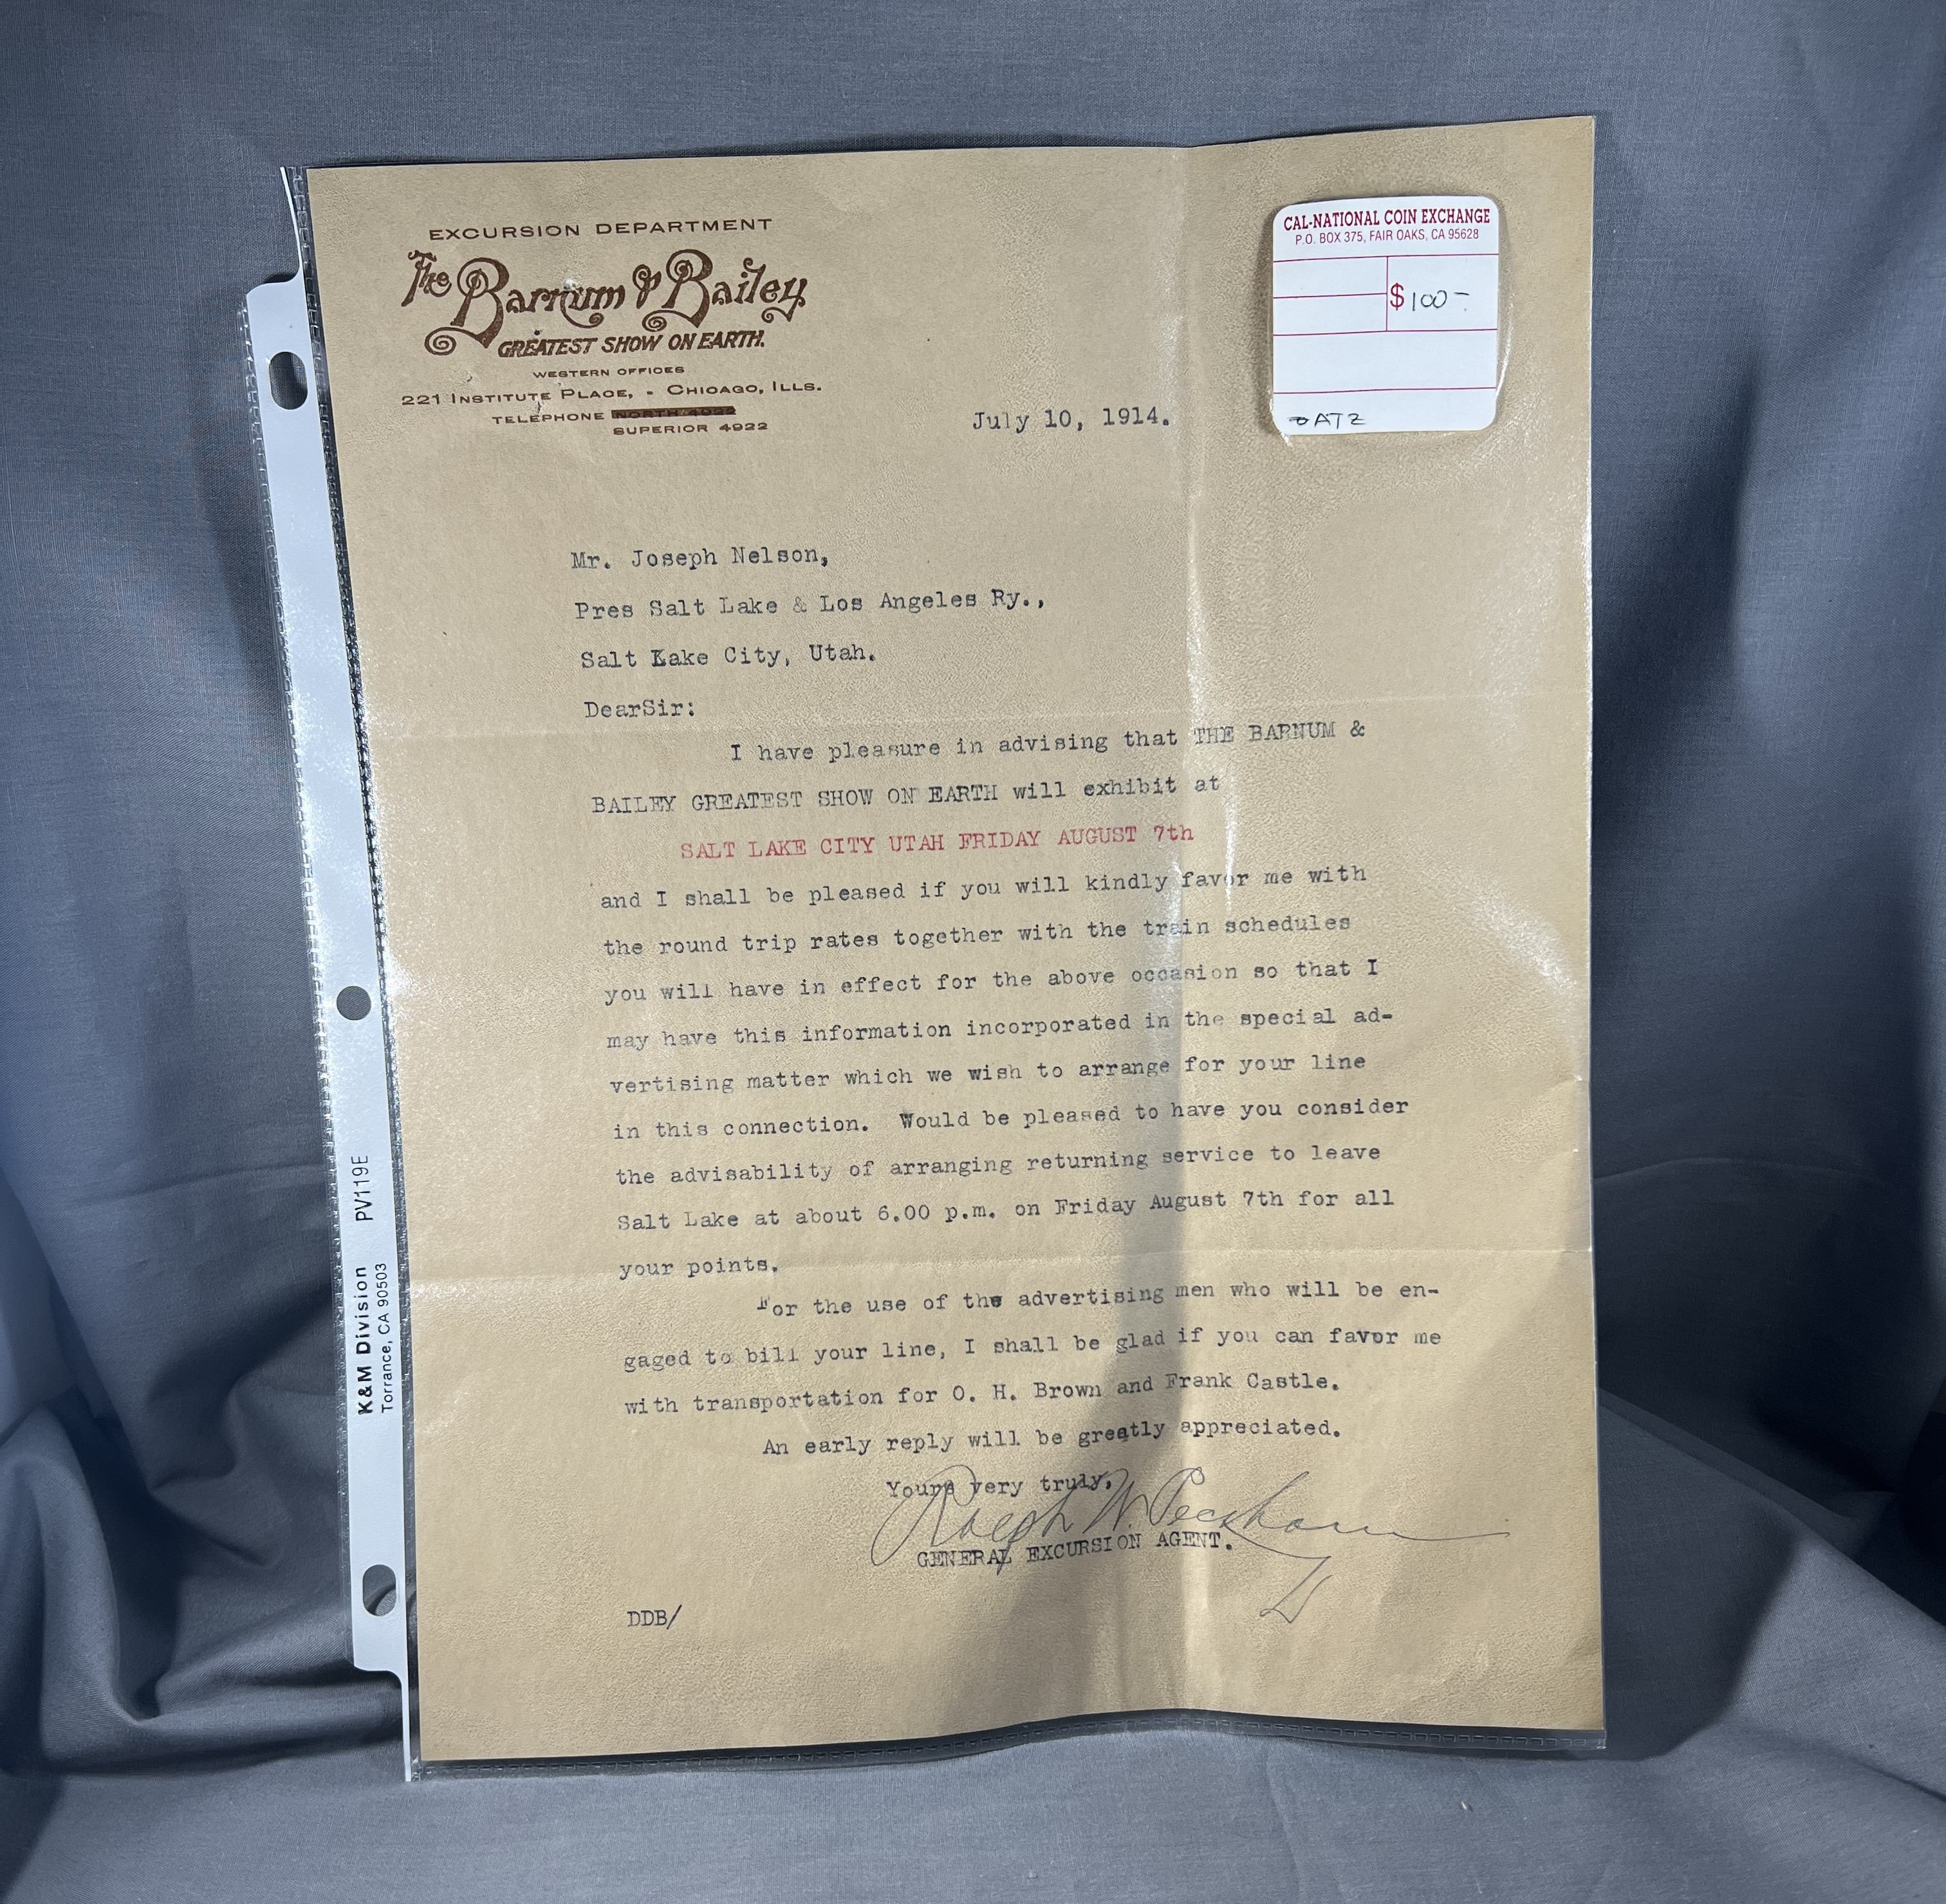 EXCURSION DEPARTMENT
The Barnum & Bailey
GREATEST SHOW ON EARTH.
WESTERN OFFICES
221 INSTITUTE PLACE, - CHICAGO, ILLS.
TELEPHONE NORTH 4022
SUPERIOR 4922
CAL-NATIONAL COIN EXCHANGE
P.O. BOX 375, FAIR OAKS, CA 95628
$100-
July 10, 1914.
Mr. Joseph Nelson,
Pres Salt Lake & Los Angeles Ry.,
Salt Lake City, Utah.
DearSir:
I have pleasure in advising that THE BARNUM &
BAILEY GREATEST SHOW ON EARTH will exhibit at
SALT LAKE CITY UTAH FRIDAY AUGUST 7th
and I shall be pleased if you will kindly favor me with
the round trip rates together with the train schedules
you will have in effect for the above occasion so that I
may have this information incorporated in the special ad-
vertising matter which we wish to arrange for your line
in this connection. Would be pleased to have you consider
the advisability of arranging returning service to leave
Salt Lake at about 6.00 p.m. on Friday August 7th for all
your points.
For the use of the advertising men who will be en-
gaged to bill your line, I shall be glad if you can favor me
with transportation for O. H. Brown and Frank Castle.
An early reply will be greatly appreciated.
Yours very truly,
Ralph W. Peckham
GENERAL EXCURSION AGENT.
DDB/
K&M Division PV119E
Torrance, CA 90503